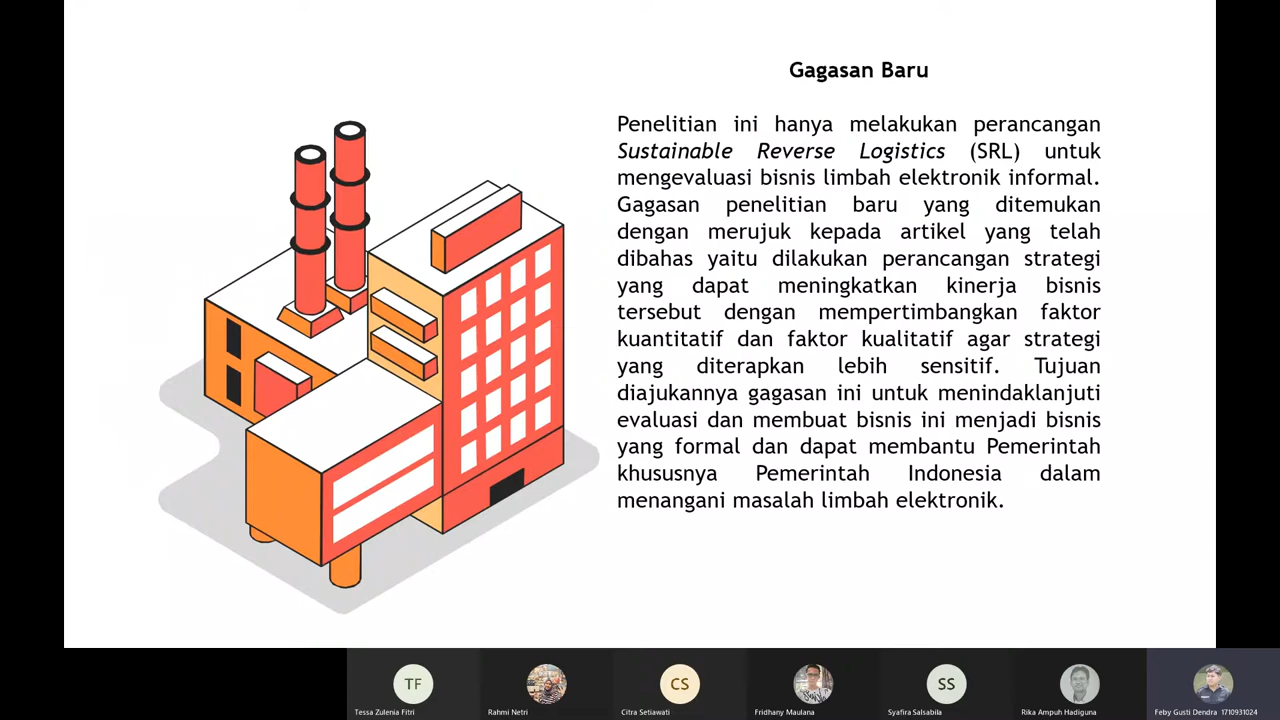 Gagasan Baru
Penelitian ini hanya melakukan perancangan
Sustainable Reverse Logistics (SRL) untuk
mengevaluasi bisnis limbah elektronik informal.
Gagasan penelitian baru yang ditemukan
dengan merujuk kepada artikel yang telah
dibahas yaitu dilakukan perancangan strategi
yang dapat meningkatkan kinerja bisnis
tersebut dengan mempertimbangkan faktor
kuantitatif dan faktor kualitatif agar strategi
yang diterapkan lebih sensitif. Tujuan
diajukannya gagasan ini untuk menindaklanjuti
evaluasi dan membuat bisnis ini menjadi bisnis
yang formal dan dapat membantu Pemerintah
khususnya Pemerintah Indonesia dalam
menangani masalah limbah elektronik.
TF
CS
SS
Tessa Zulenia Fitri
Rahmi Netri
Citra Setiawati
Fridhany Maulana
Syafira Salsabila
Rika Ampuh Hadiguna
Feby Gusti Dendra 1710931024